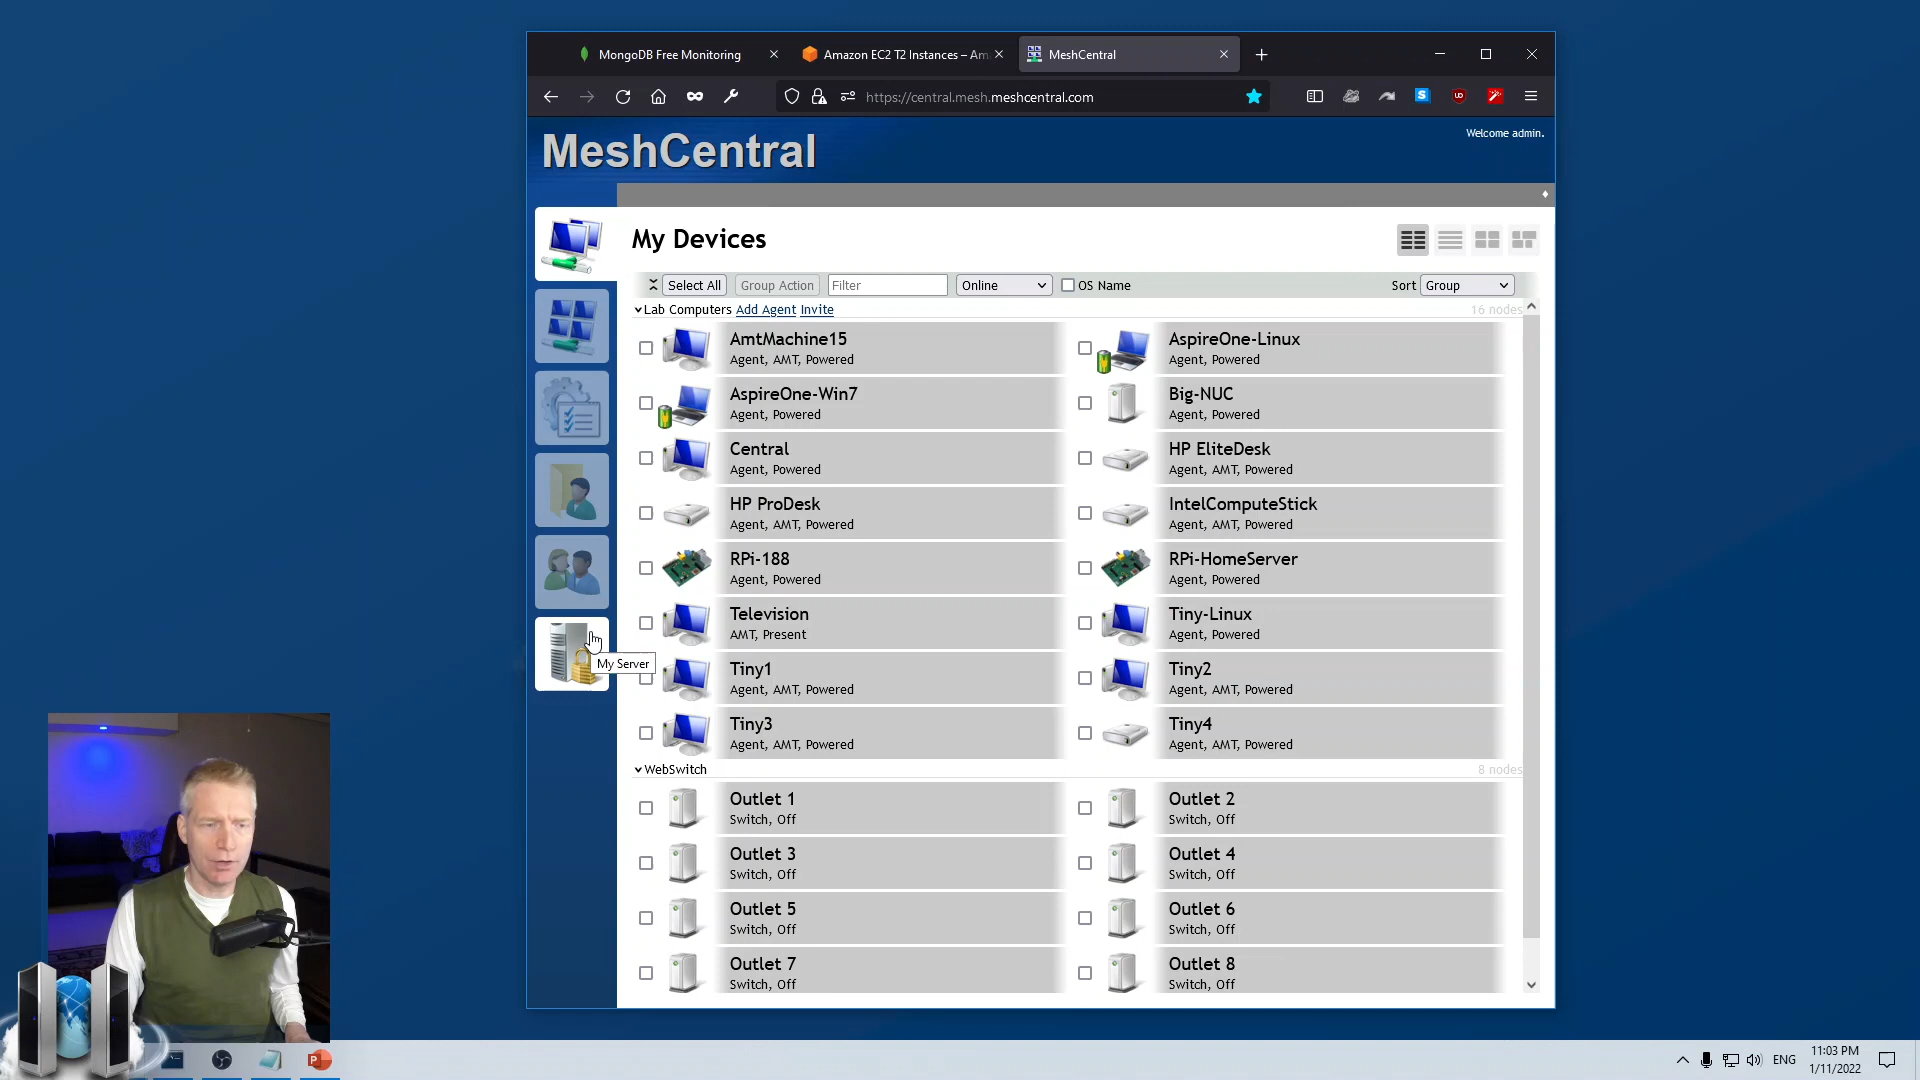 MongoDB Free Monitoring
Amazon EC2 T2 Instances – Am
MeshCentral
https://central.mesh.meshcentral.com
MeshCentral
Welcome admin.
My Devices
Select All
Group Action
Filter
Online
OS Name
Sort
Group
Lab Computers Add Agent Invite
16 nodes
AmtMachine15
Agent, AMT, Powered
AspireOne-Linux
Agent, Powered
AspireOne-Win7
Agent, Powered
Big-NUC
Agent, Powered
Central
Agent, Powered
HP EliteDesk
Agent, AMT, Powered
HP ProDesk
Agent, AMT, Powered
IntelComputeStick
Agent, AMT, Powered
RPi-188
Agent, Powered
RPi-HomeServer
Agent, Powered
Television
AMT, Present
Tiny-Linux
Agent, Powered
My Server
Tiny1
Agent, AMT, Powered
Tiny2
Agent, AMT, Powered
Tiny3
Agent, AMT, Powered
Tiny4
Agent, AMT, Powered
WebSwitch
8 nodes
Outlet 1
Switch, Off
Outlet 2
Switch, Off
Outlet 3
Switch, Off
Outlet 4
Switch, Off
Outlet 5
Switch, Off
Outlet 6
Switch, Off
Outlet 7
Switch, Off
Outlet 8
Switch, Off
ENG
11:03 PM
1/11/2022